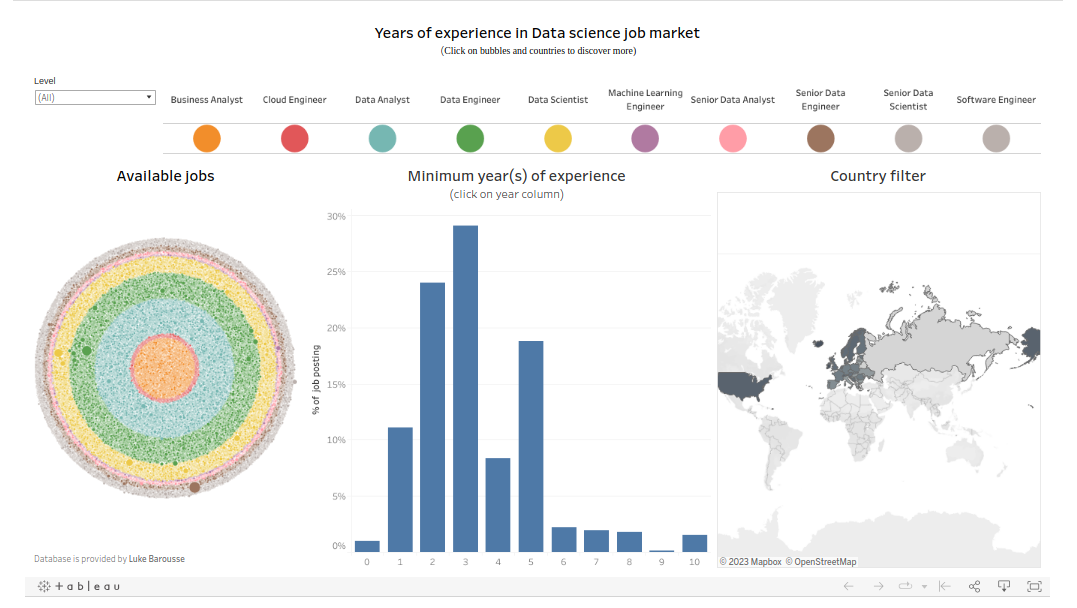 Years of experience in Data science job market
(Click on bubbles and countries to discover more)
Level
(All)
Business Analyst
Cloud Engineer
Data Analyst
Data Engineer
Data Scientist
Machine Learning
Engineer
Senior Data Analyst
Senior Data
Engineer
Senior Data
Scientist
Software Engineer
Available jobs
Minimum year(s) of experience
(click on year column)
Country filter
% of job posting
30%
25%
20%
15%
10%
5%
0%
0 1 2 3 4 5 6 7 8 9 10
© 2023 Mapbox © OpenStreetMap
Database is provided by Luke Barousse
+ableau